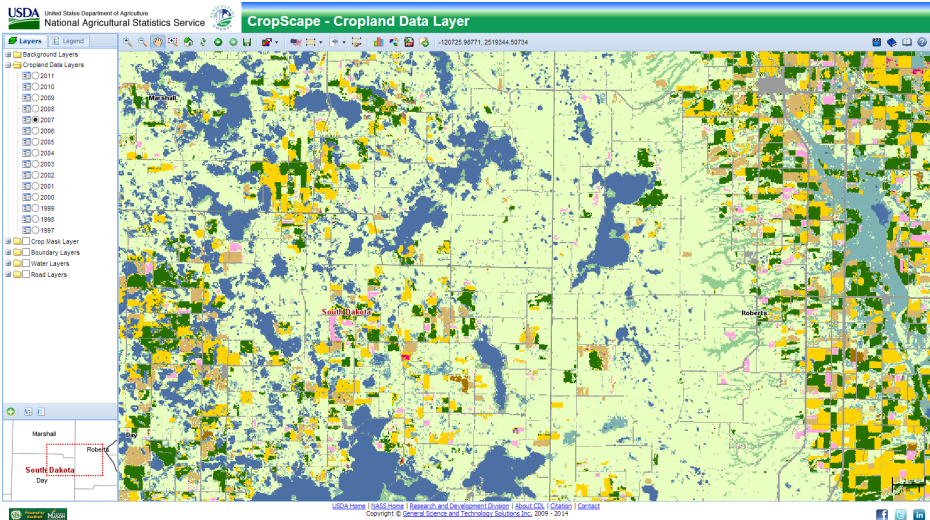 USDA United States Department of Agriculture
National Agricultural Statistics Service
CropScape - Cropland Data Layer
Layers Legend
-120725.98771, 2519344.50734
Background Layers
Cropland Data Layers
2011
2010
2009
2008
2007
2006
2005
2004
2003
2002
2001
2000
1999
1998
1997
Crop Mask Layer
Boundary Layers
Water Layers
Road Layers
Marshall
South Dakota
Roberts
Marshall
Day
Roberts
South Dakota
Day
USDA Home | NASS Home | Research and Development Division | About CDL | Citation | Contact
Copyright © General Science and Technology Solutions Inc. 2009 - 2014
Powered by
MASON